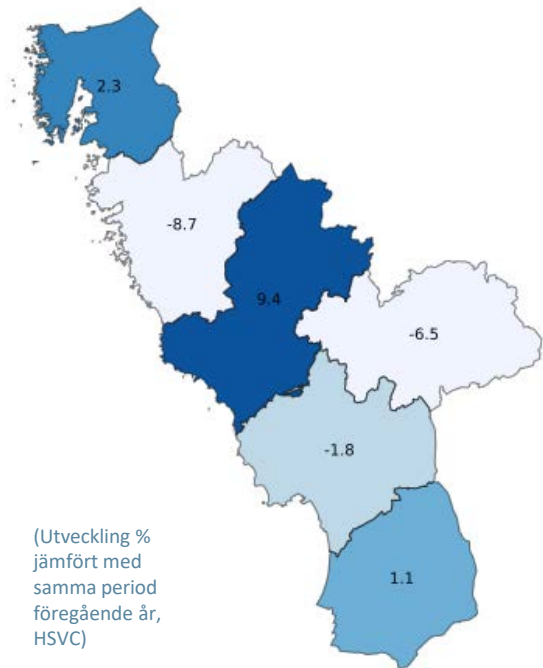 2.3
-8.7
9.4
-6.5
-1.8
1.1
(Utveckling %
jämfört med
samma period
föregående år,
HSVC)